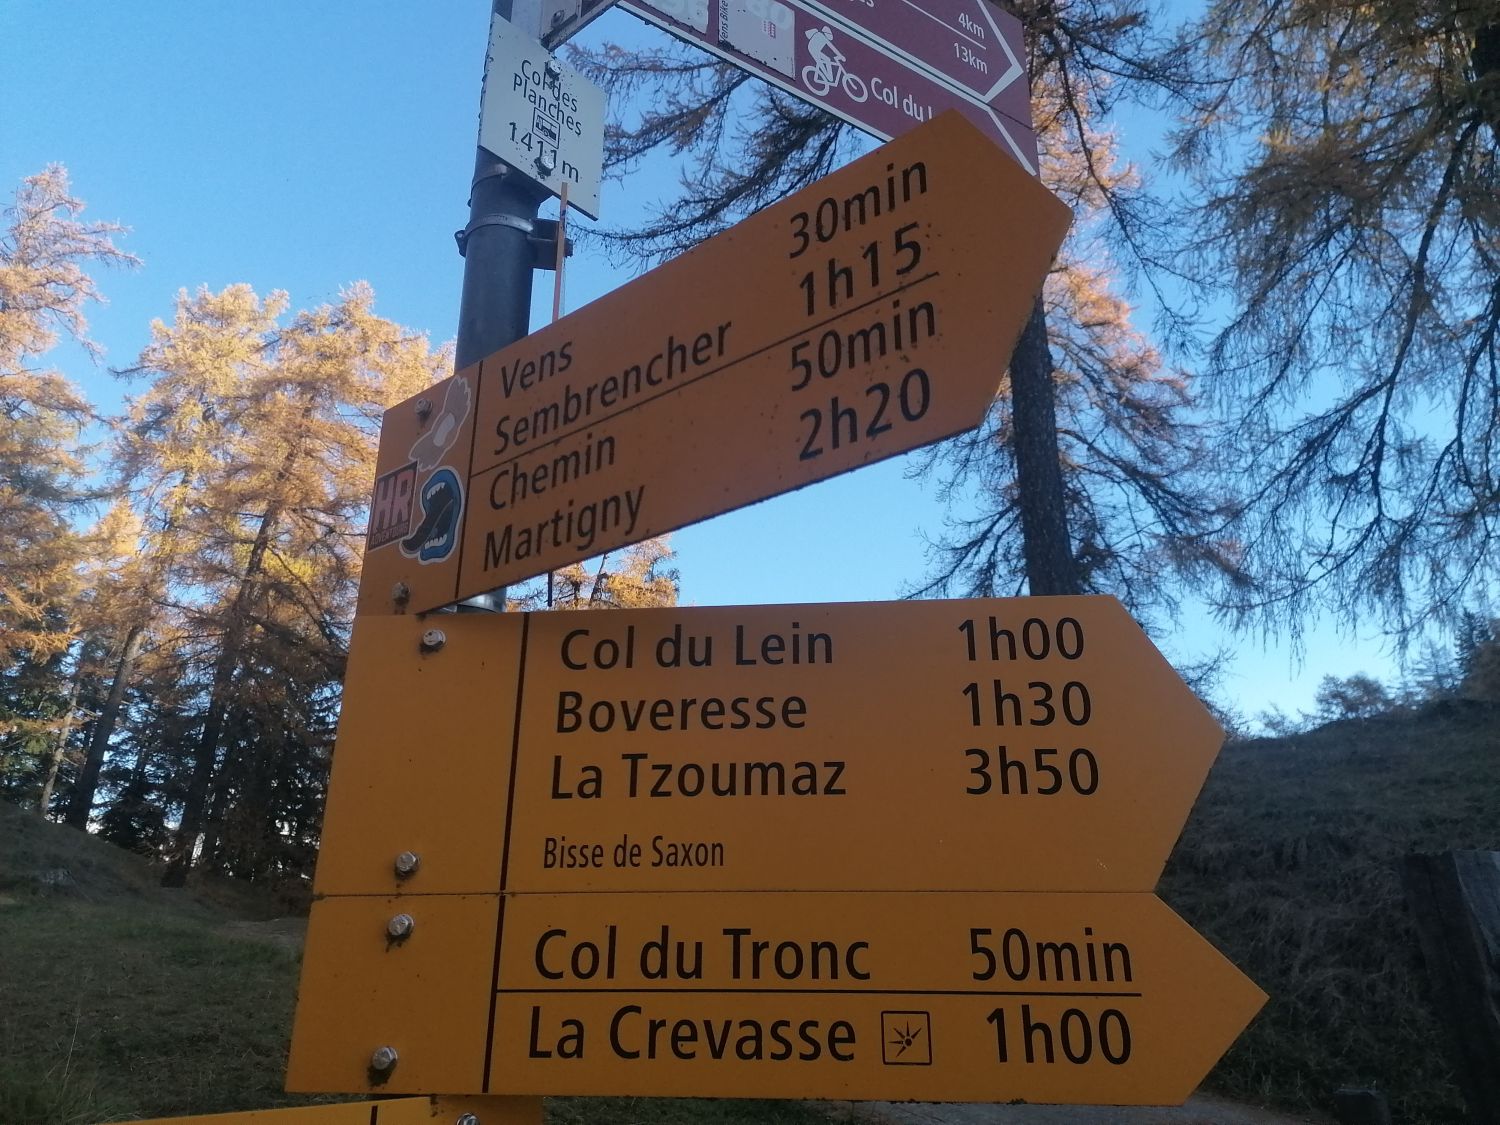 4km
13km
Col du
Col des
Planches
1411m
Vens 30min
Sembrencher 1h15
Chemin 50min
Martigny 2h20
HR
Col du Lein 1h00
Boveresse 1h30
La Tzoumaz 3h50
Bisse de Saxon
Col du Tronc 50min
La Crevasse 1h00